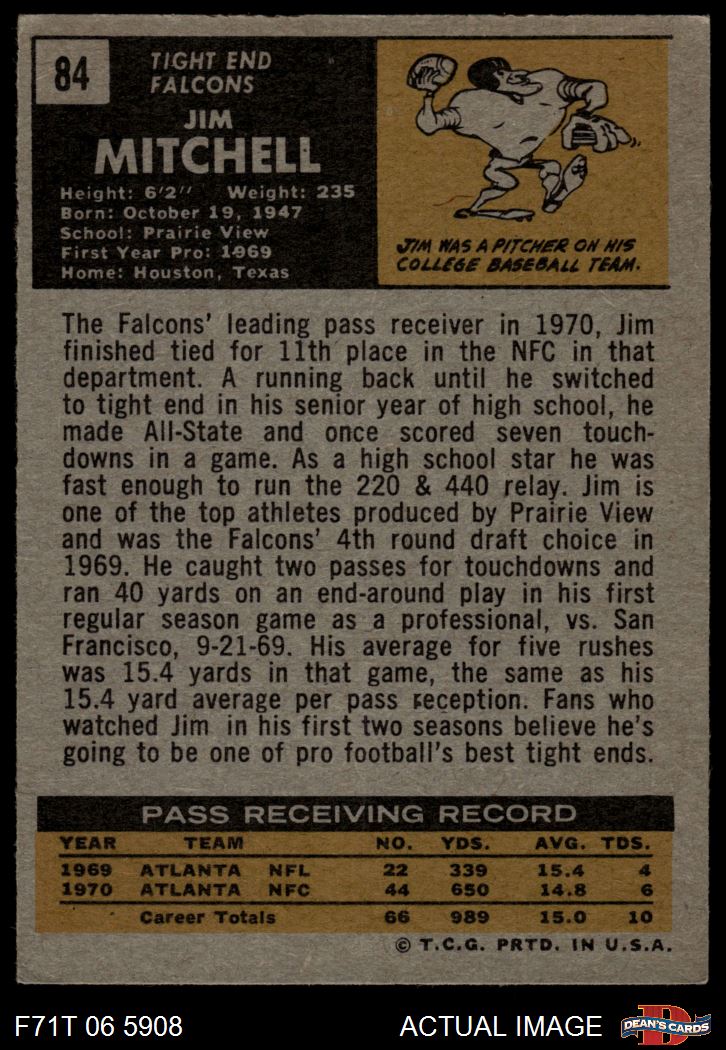 84
TIGHT END
FALCONS
JIM
MITCHELL
Height: 6'2" Weight: 235
Born: October 19, 1947
School: Prairie View
First Year Pro: 1969
Home: Houston, Texas
JIM WAS A PITCHER ON HIS
COLLEGE BASEBALL TEAM.
The Falcons' leading pass receiver in 1970, Jim
finished tied for 11th place in the NFC in that
department. A running back until he switched
to tight end in his senior year of high school, he
made All-State and once scored seven touch-
downs in a game. As a high school star he was
fast enough to run the 220 & 440 relay. Jim is
one of the top athletes produced by Prairie View
and was the Falcons' 4th round draft choice in
1969. He caught two passes for touchdowns and
ran 40 yards on an end-around play in his first
regular season game as a professional, vs. San
Francisco, 9-21-69. His average for five rushes
was 15.4 yards in that game, the same as his
15.4 yard average per pass reception. Fans who
watched Jim in his first two seasons believe he's
going to be one of pro football's best tight ends.
PASS RECEIVING RECORD
YEAR TEAM NO. YDS. AVG. TDS.
1969 ATLANTA NFL 22 339 15.4 4
1970 ATLANTA NFC 44 650 14.8 6
Career Totals 66 989 15.0 10
© T.C.G. PRTD. IN U.S.A.
F71T 06 5908 ACTUAL IMAGE D DEAN'S CARDS